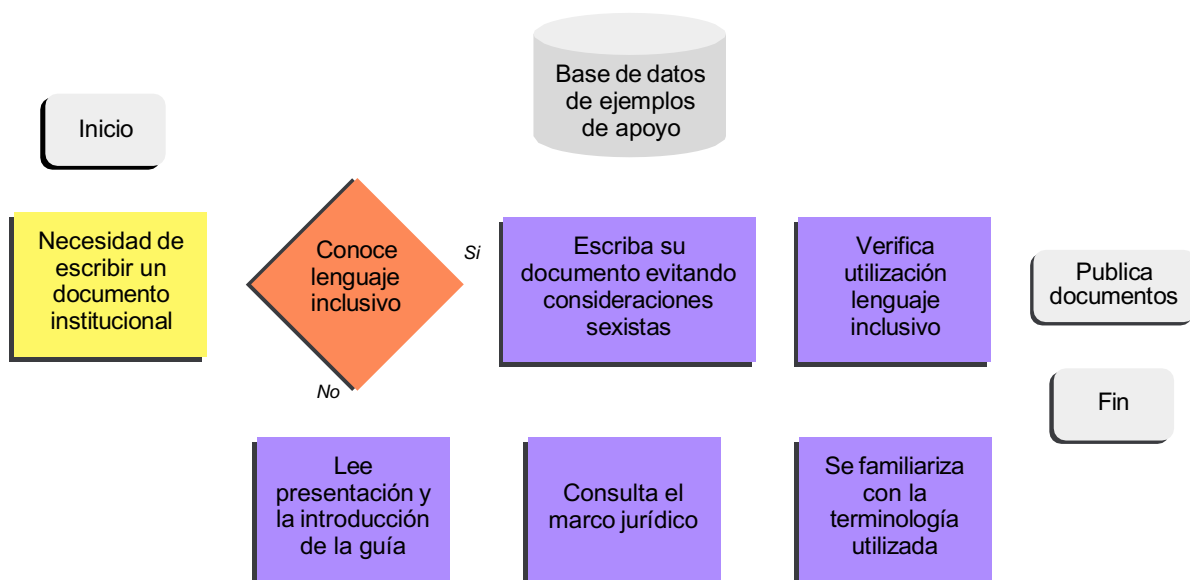 Base de datos
de ejemplos
de apoyo
Inicio
Necesidad de
escribir un
documento
institucional
Conoce
lenguaje
inclusivo
Si
No
Escriba su
documento evitando
consideraciones
sexistas
Verifica
utilización
lenguaje
inclusivo
Publica
documentos
Fin
Lee
presentación y
la introducción
de la guía
Consulta el
marco jurídico
Se familiariza
con la
terminología
utilizada